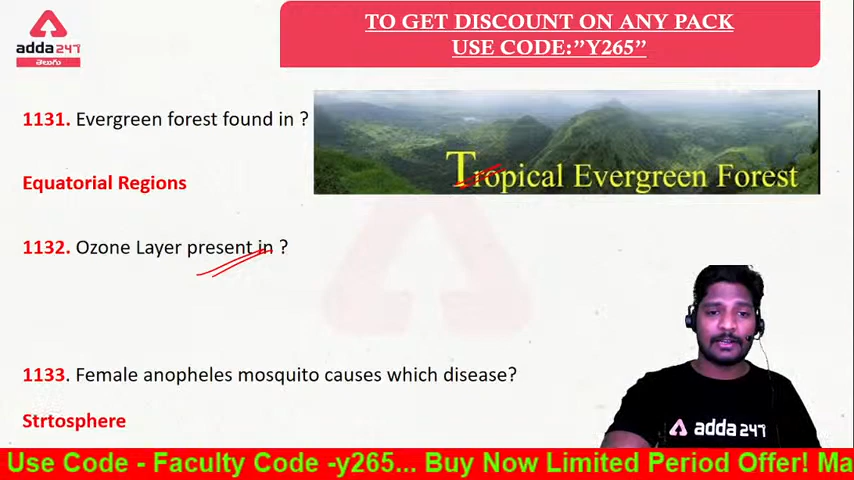 TO GET DISCOUNT ON ANY PACK
USE CODE:”Y265”
adda247
తెలుగు
1131. Evergreen forest found in ?
Tropical Evergreen Forest
Equatorial Regions
1132. Ozone Layer present in ?
1133. Female anopheles mosquito causes which disease?
Strtosphere
adda247
Use Code - Faculty Code -y265... Buy Now Limited Period Offer! Ma